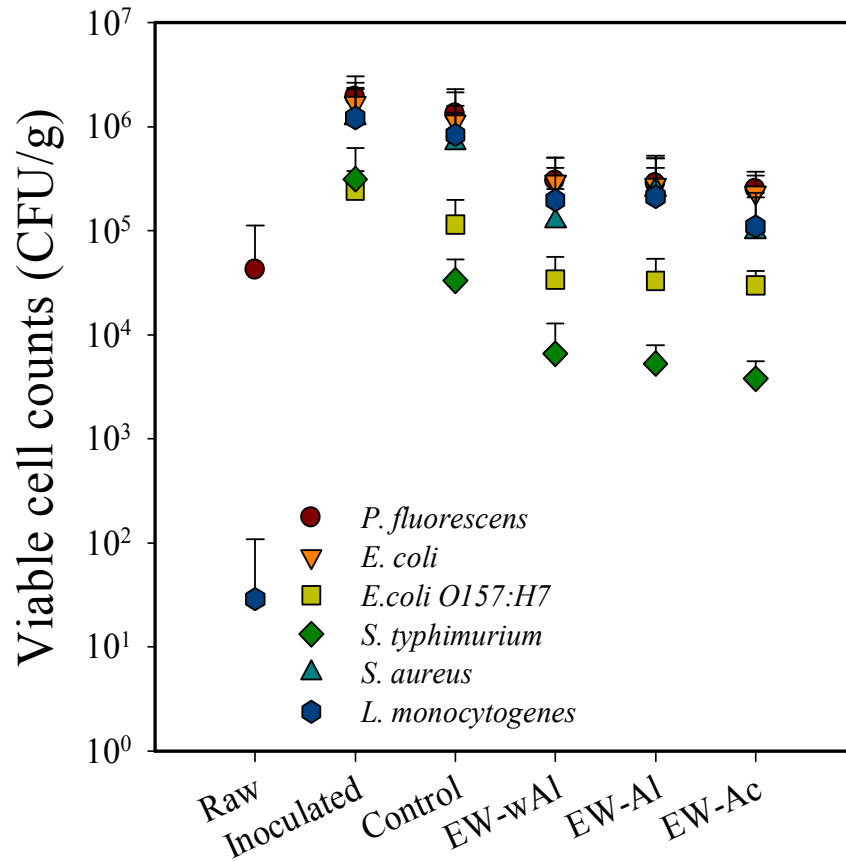 Viable cell counts (CFU/g)
10⁷
10⁶
10⁵
10⁴
10³
10²
10¹
10⁰
P. fluorescens
E. coli
E.coli O157:H7
S. typhimurium
S. aureus
L. monocytogenes
Raw
Inoculated
Control
EW-wAl
EW-Al
EW-Ac